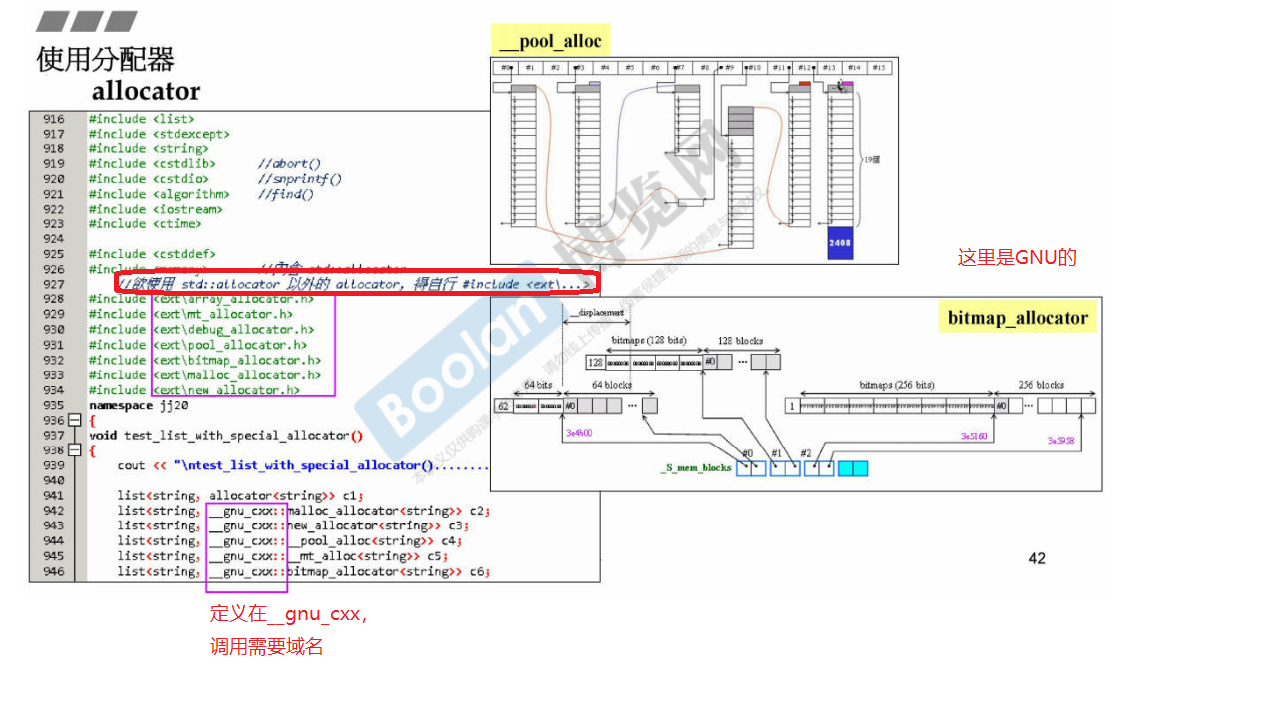 使用分配器
allocator
916 #include <list>
917 #include <stdexcept>
918 #include <string>
919 #include <cstdlib> //abort()
920 #include <cstdio> //snprintf()
921 #include <algorithm> //find()
922 #include <iostream>
923 #include <ctime>
924
925 #include <cstddef>
926 #include <memory> //內含 std::allocator
927 //欲使用 std::allocator 以外的 allocator, 得自行 #include <ext\...>
928 #include <ext\array_allocator.h>
929 #include <ext\mt_allocator.h>
930 #include <ext\debug_allocator.h>
931 #include <ext\pool_allocator.h>
932 #include <ext\bitmap_allocator.h>
933 #include <ext\malloc_allocator.h>
934 #include <ext\new_allocator.h>
935 namespace jj20
936 {
937 void test_list_with_special_allocator()
938 {
939 cout << "\ntest_list_with_special_allocator()........
940
941 list<string, allocator<string>> c1;
942 list<string, __gnu_cxx::malloc_allocator<string>> c2;
943 list<string, __gnu_cxx::new_allocator<string>> c3;
944 list<string, __gnu_cxx::__pool_alloc<string>> c4;
945 list<string, __gnu_cxx::__mt_alloc<string>> c5;
946 list<string, __gnu_cxx::bitmap_allocator<string>> c6;
定义在__gnu_cxx,
调用需要域名
__pool_alloc
#0 #1 #2 #3 #4 #5 #6 #7 #8 #9 #10 #11 #12 #13 #14 #15
19個
2408
这里是GNU的
bitmap_allocator
__displacement
bitmaps (128 bits) 128 blocks
128 #0 ...
64 bits 64 blocks bitmaps (256 bits) 256 blocks
62 #0 ... 1 #0 ...
3e4b00 3e5160 3e5958
#0 #1 #2
_S_mem_blocks
42
Boolan
博览网